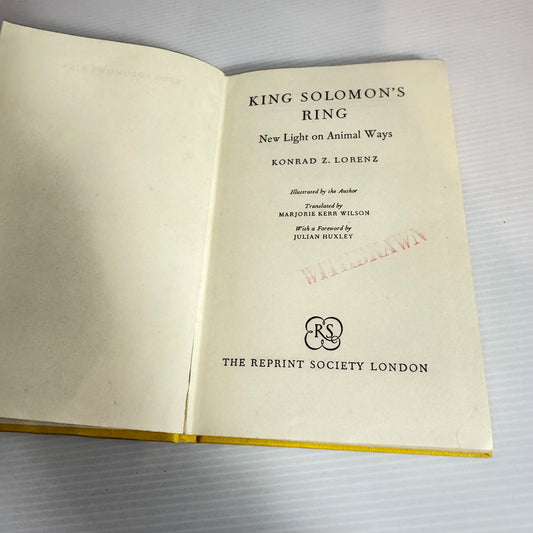 KING SOLOMON'S
RING
New Light on Animal Ways
KONRAD Z. LORENZ
Illustrated by the Author
Translated by
MARJORIE KERR WILSON
With a Foreword by
JULIAN HUXLEY
WITHDRAWN
RS
THE REPRINT SOCIETY LONDON